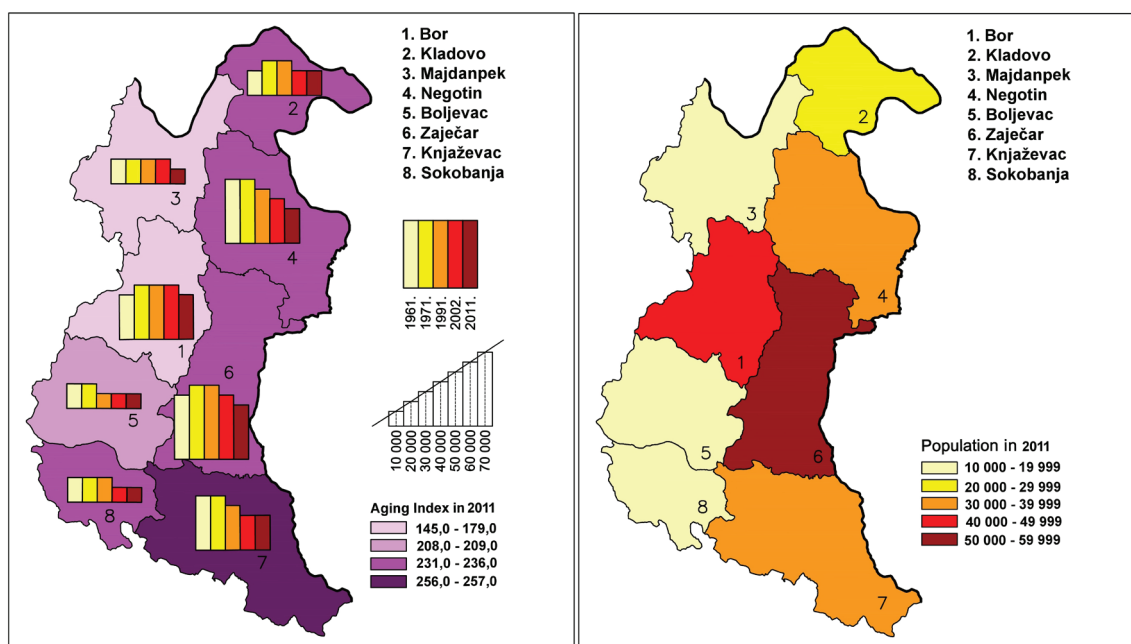 1. Bor
2. Kladovo
3. Majdanpek
4. Negotin
5. Boljevac
6. Zaječar
7. Knjaževac
8. Sokobanja
2
3
4
1
6
5
8
7
1961.
1971.
1991.
2002.
2011.
10 000
20 000
30 000
40 000
50 000
60 000
70 000
Aging Index in 2011
145,0 - 179,0
208,0 - 209,0
231,0 - 236,0
256,0 - 257,0
1. Bor
2. Kladovo
3. Majdanpek
4. Negotin
5. Boljevac
6. Zaječar
7. Knjaževac
8. Sokobanja
2
3
4
1
5
6
8
7
Population in 2011
10 000 - 19 999
20 000 - 29 999
30 000 - 39 999
40 000 - 49 999
50 000 - 59 999